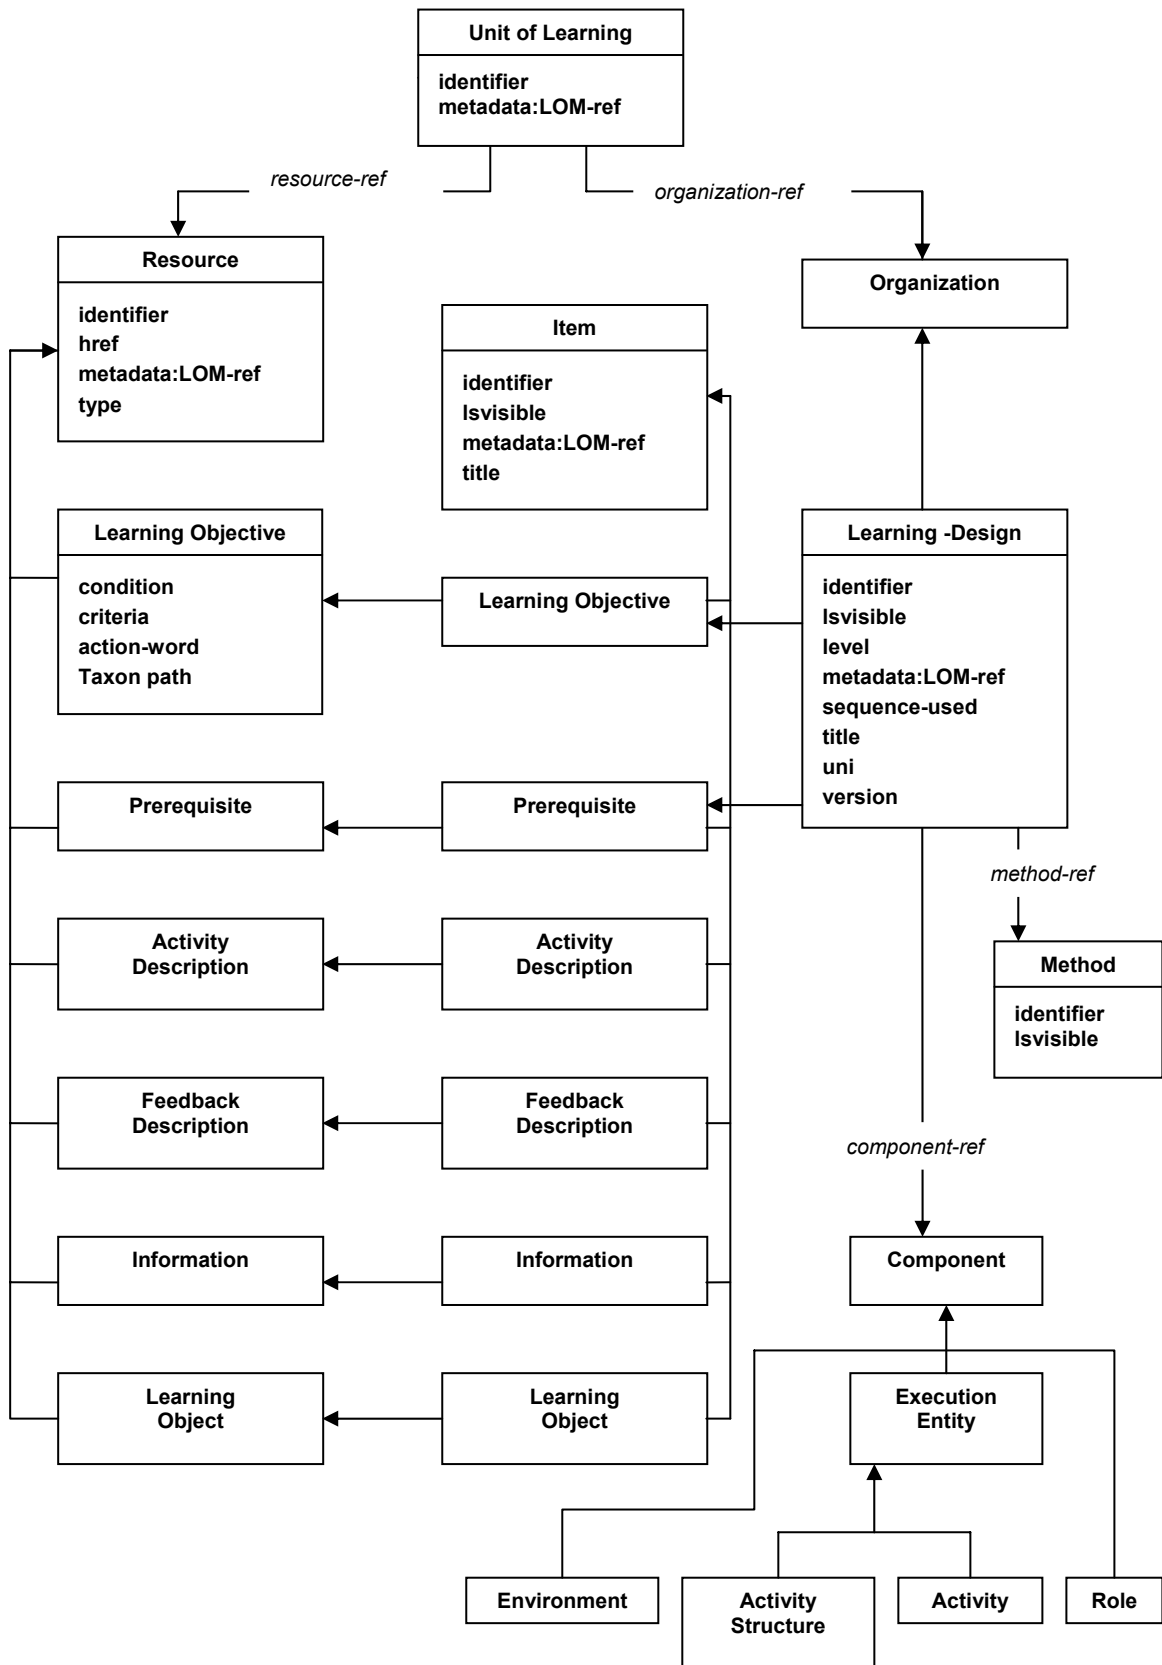 Unit of Learning
identifier
metadata:LOM-ref
resource-ref
organization-ref
Resource
identifier
href
metadata:LOM-ref
type
Item
identifier
Isvisible
metadata:LOM-ref
title
Organization
Learning Objective
condition
criteria
action-word
Taxon path
Learning Objective
Learning -Design
identifier
Isvisible
level
metadata:LOM-ref
sequence-used
title
uni
version
Prerequisite
Prerequisite
method-ref
Activity
Description
Activity
Description
Method
identifier
Isvisible
Feedback
Description
Feedback
Description
component-ref
Information
Information
Component
Learning
Object
Learning
Object
Execution
Entity
Environment
Activity
Structure
Activity
Role